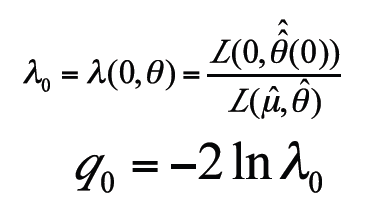 λ₀ = λ(0, θ) = L(0, θ̂̂(0)) / L(μ̂, θ̂)
q₀ = −2 ln λ₀